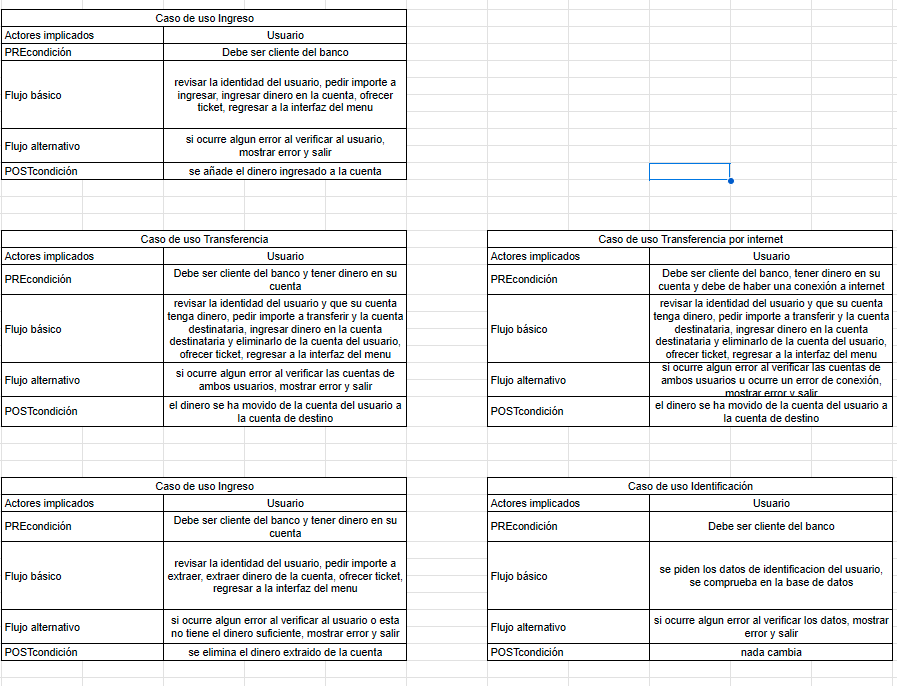 Caso de uso Ingreso
Actores implicados
Usuario
PREcondición
Debe ser cliente del banco
Flujo básico
revisar la identidad del usuario, pedir importe a
ingresar, ingresar dinero en la cuenta, ofrecer
ticket, regresar a la interfaz del menu
Flujo alternativo
si ocurre algun error al verificar al usuario,
mostrar error y salir
POSTcondición
se añade el dinero ingresado a la cuenta
Caso de uso Transferencia
Actores implicados
Usuario
PREcondición
Debe ser cliente del banco y tener dinero en su
cuenta
Flujo básico
revisar la identidad del usuario y que su cuenta
tenga dinero, pedir importe a transferir y la cuenta
destinataria, ingresar dinero en la cuenta
destinataria y eliminarlo de la cuenta del usuario,
ofrecer ticket, regresar a la interfaz del menu
Flujo alternativo
si ocurre algun error al verificar las cuentas de
ambos usuarios, mostrar error y salir
POSTcondición
el dinero se ha movido de la cuenta del usuario a
la cuenta de destino
Caso de uso Transferencia por internet
Actores implicados
Usuario
PREcondición
Debe ser cliente del banco, tener dinero en su
cuenta y debe de haber una conexión a internet
Flujo básico
revisar la identidad del usuario y que su cuenta
tenga dinero, pedir importe a transferir y la cuenta
destinataria, ingresar dinero en la cuenta
destinataria y eliminarlo de la cuenta del usuario,
ofrecer ticket, regresar a la interfaz del menu
Flujo alternativo
si ocurre algun error al verificar las cuentas de
ambos usuarios u ocurre un error de conexión,
mostrar error y salir
POSTcondición
el dinero se ha movido de la cuenta del usuario a
la cuenta de destino
Caso de uso Ingreso
Actores implicados
Usuario
PREcondición
Debe ser cliente del banco y tener dinero en su
cuenta
Flujo básico
revisar la identidad del usuario, pedir importe a
extraer, extraer dinero de la cuenta, ofrecer ticket,
regresar a la interfaz del menu
Flujo alternativo
si ocurre algun error al verificar al usuario o esta
no tiene el dinero suficiente, mostrar error y salir
POSTcondición
se elimina el dinero extraido de la cuenta
Caso de uso Identificación
Actores implicados
Usuario
PREcondición
Debe ser cliente del banco
Flujo básico
se piden los datos de identificacion del usuario,
se comprueba en la base de datos
Flujo alternativo
si ocurre algun error al verificar los datos, mostrar
error y salir
POSTcondición
nada cambia